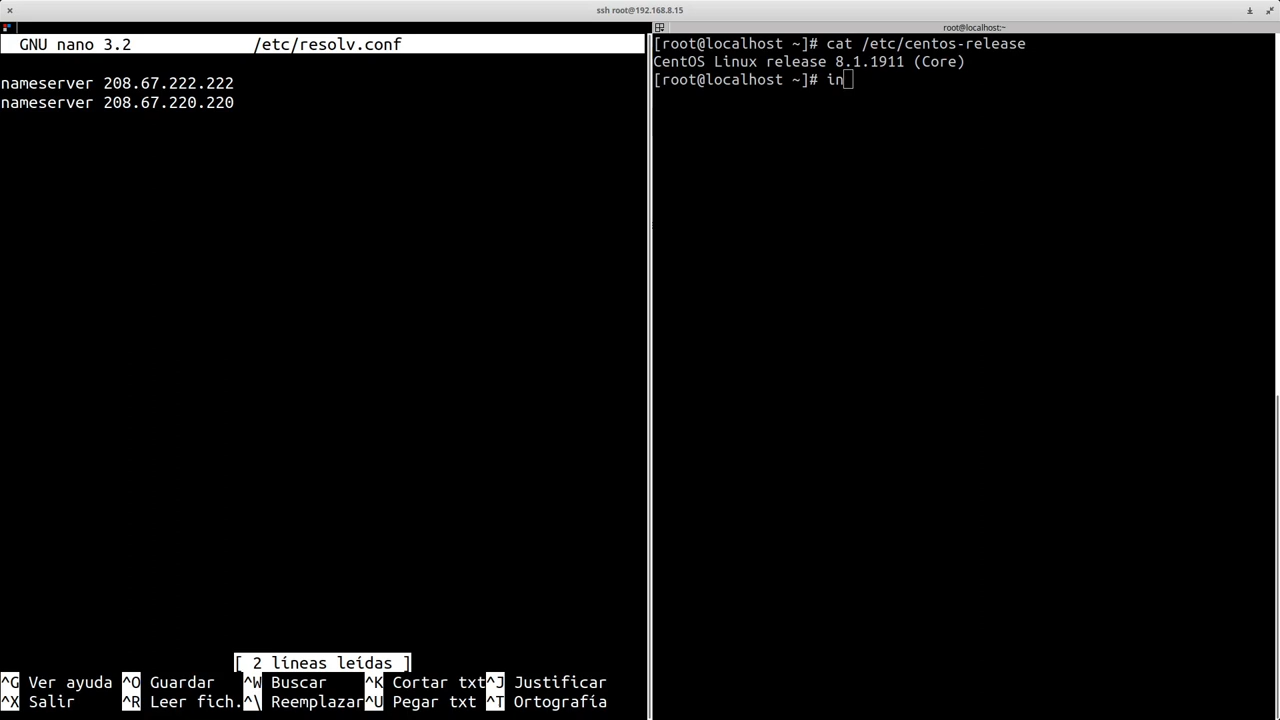 ssh root@192.168.8.15
GNU nano 3.2 /etc/resolv.conf
nameserver 208.67.222.222
nameserver 208.67.220.220
[ 2 líneas leídas ]
^G Ver ayuda ^O Guardar ^W Buscar ^K Cortar txt ^J Justificar
^X Salir ^R Leer fich. ^\ Reemplazar ^U Pegar txt ^T Ortografía
root@localhost:~
[root@localhost ~]# cat /etc/centos-release
CentOS Linux release 8.1.1911 (Core)
[root@localhost ~]# in